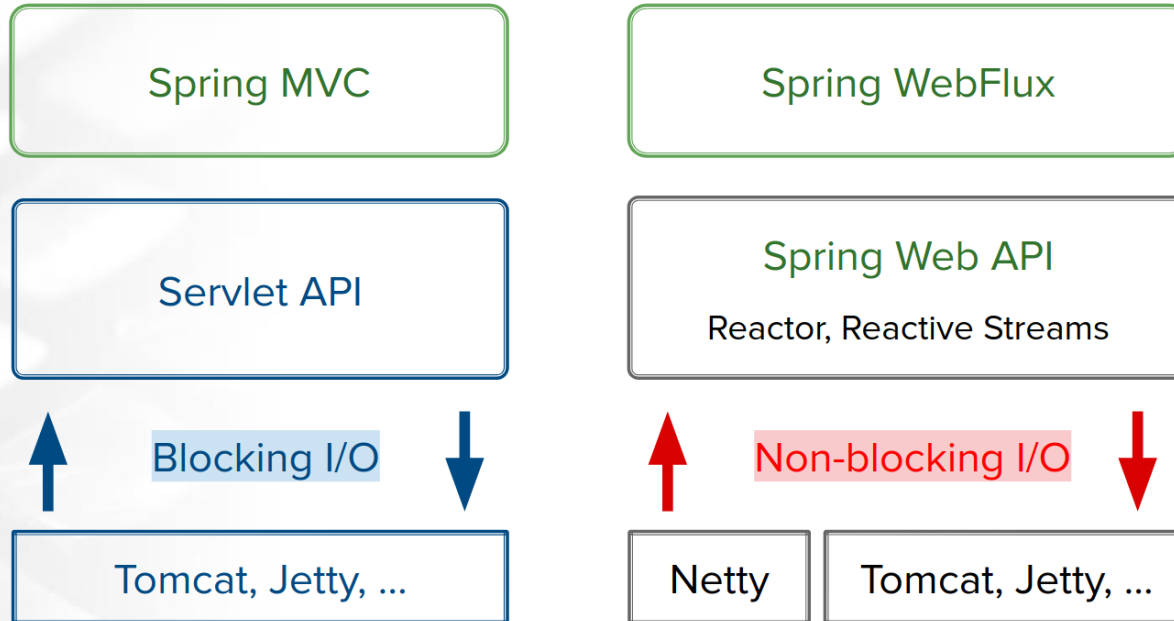 Spring MVC
Spring WebFlux
Servlet API
Spring Web API
Reactor, Reactive Streams
Blocking I/O
Non-blocking I/O
Tomcat, Jetty, ...
Netty
Tomcat, Jetty, ...